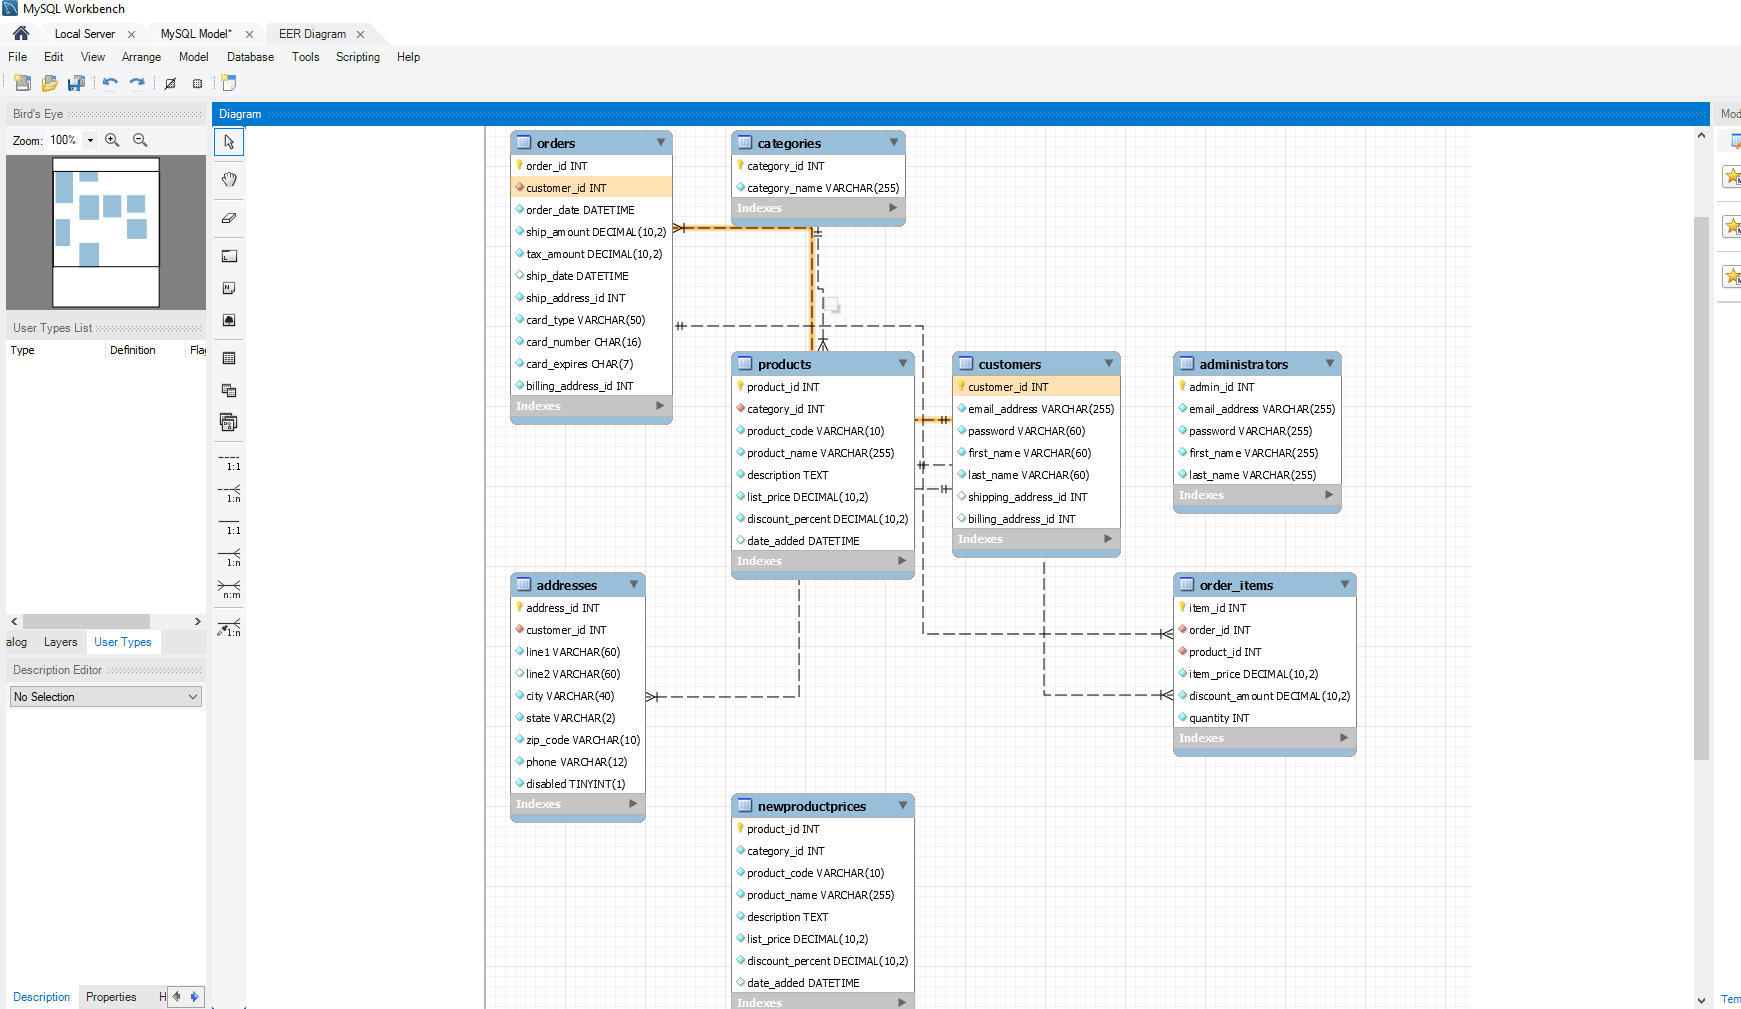 MySQL Workbench
Local Server
MySQL Model*
EER Diagram
File Edit View Arrange Model Database Tools Scripting Help
Bird's Eye
Zoom: 100%
User Types List
Type Definition Flag
alog Layers User Types
Description Editor
No Selection
Description Properties H
1:1
1:n
1:1
1:n
n:m
1:n
Diagram
orders
order_id INT
customer_id INT
order_date DATETIME
ship_amount DECIMAL(10,2)
tax_amount DECIMAL(10,2)
ship_date DATETIME
ship_address_id INT
card_type VARCHAR(50)
card_number CHAR(16)
card_expires CHAR(7)
billing_address_id INT
Indexes
categories
category_id INT
category_name VARCHAR(255)
Indexes
products
product_id INT
category_id INT
product_code VARCHAR(10)
product_name VARCHAR(255)
description TEXT
list_price DECIMAL(10,2)
discount_percent DECIMAL(10,2)
date_added DATETIME
Indexes
customers
customer_id INT
email_address VARCHAR(255)
password VARCHAR(60)
first_name VARCHAR(60)
last_name VARCHAR(60)
shipping_address_id INT
billing_address_id INT
Indexes
administrators
admin_id INT
email_address VARCHAR(255)
password VARCHAR(255)
first_name VARCHAR(255)
last_name VARCHAR(255)
Indexes
addresses
address_id INT
customer_id INT
line1 VARCHAR(60)
line2 VARCHAR(60)
city VARCHAR(40)
state VARCHAR(2)
zip_code VARCHAR(10)
phone VARCHAR(12)
disabled TINYINT(1)
Indexes
order_items
item_id INT
order_id INT
product_id INT
item_price DECIMAL(10,2)
discount_amount DECIMAL(10,2)
quantity INT
Indexes
newproductprices
product_id INT
category_id INT
product_code VARCHAR(10)
product_name VARCHAR(255)
description TEXT
list_price DECIMAL(10,2)
discount_percent DECIMAL(10,2)
date_added DATETIME
Indexes
Mod
Tem